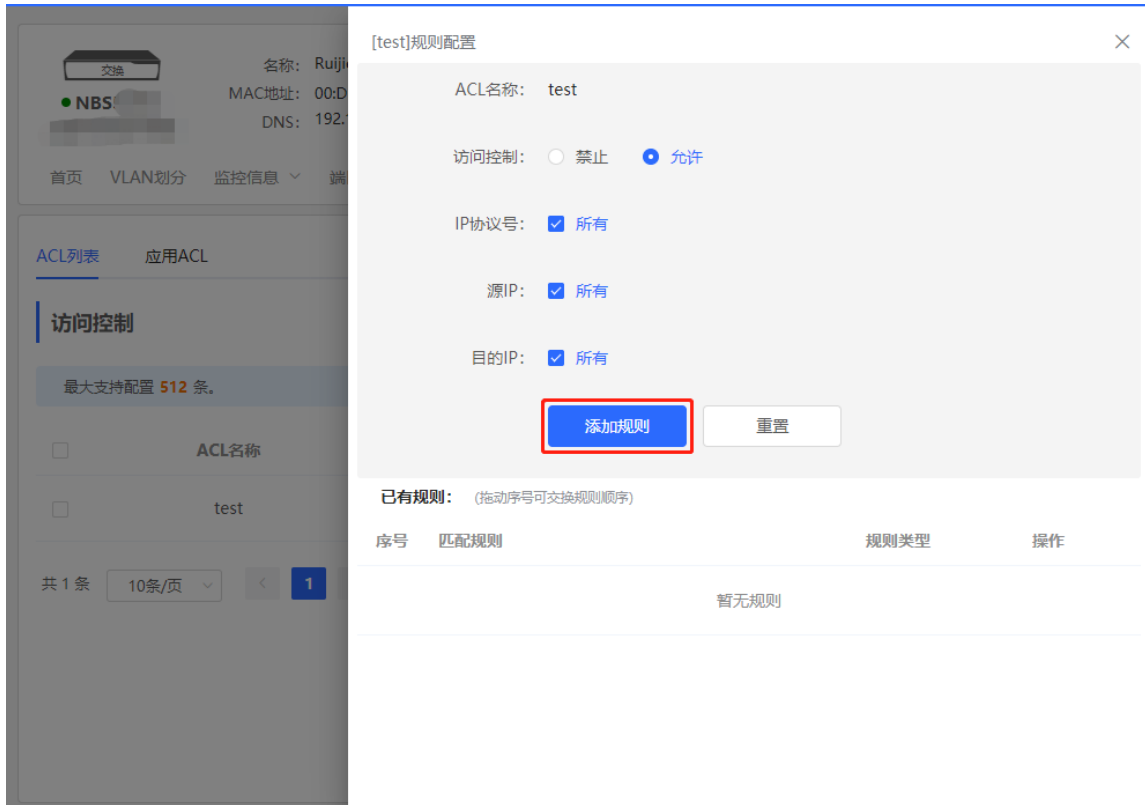 [test]规则配置
交换
NBS
名称： Ruijie
MAC地址： 00:D
DNS： 192.
首页 VLAN划分 监控信息 端
ACL列表 应用ACL
访问控制
最大支持配置 512 条。
ACL名称
test
共 1 条 10条/页 1
ACL名称： test
访问控制： 禁止 允许
IP协议号： 所有
源IP： 所有
目的IP： 所有
添加规则 重置
已有规则： (拖动序号可交换规则顺序)
序号 匹配规则 规则类型 操作
暂无规则